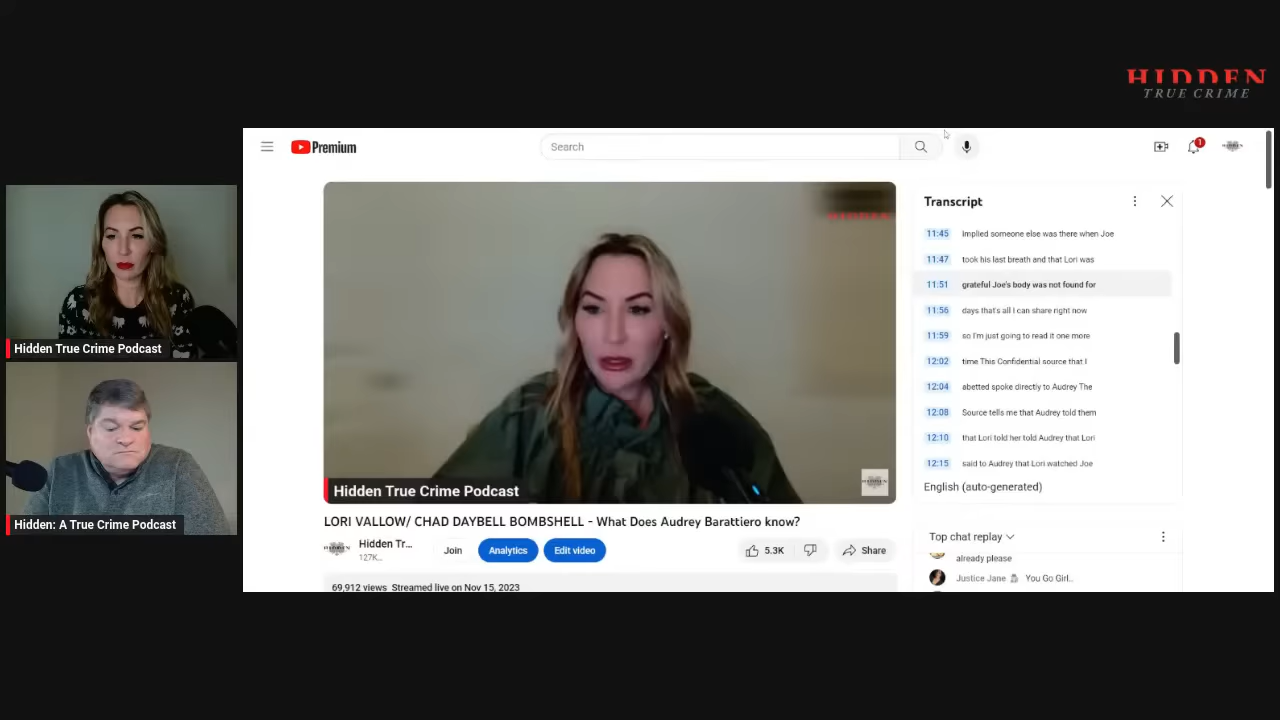 HIDDEN
TRUE CRIME
Premium
Search
1
Hidden True Crime Podcast
Hidden: A True Crime Podcast
HIDDEN
Hidden True Crime Podcast
LORI VALLOW/ CHAD DAYBELL BOMBSHELL - What Does Audrey Barattiero know?
Hidden Tr...
127K..
Join
Analytics
Edit video
5.3K
Share
69,912 views Streamed live on Nov 15, 2023
Transcript
11:45 implied someone else was there when Joe
11:47 took his last breath and that Lori was
11:51 grateful Joe's body was not found for
11:56 days that's all I can share right now
11:59 so I'm just going to read it one more
12:02 time This Confidential source that I
12:04 abetted spoke directly to Audrey The
12:08 Source tells me that Audrey told them
12:10 that Lori told her told Audrey that Lori
12:15 said to Audrey that Lori watched Joe
English (auto-generated)
Top chat replay
already please
Justice Jane You Go Girl..